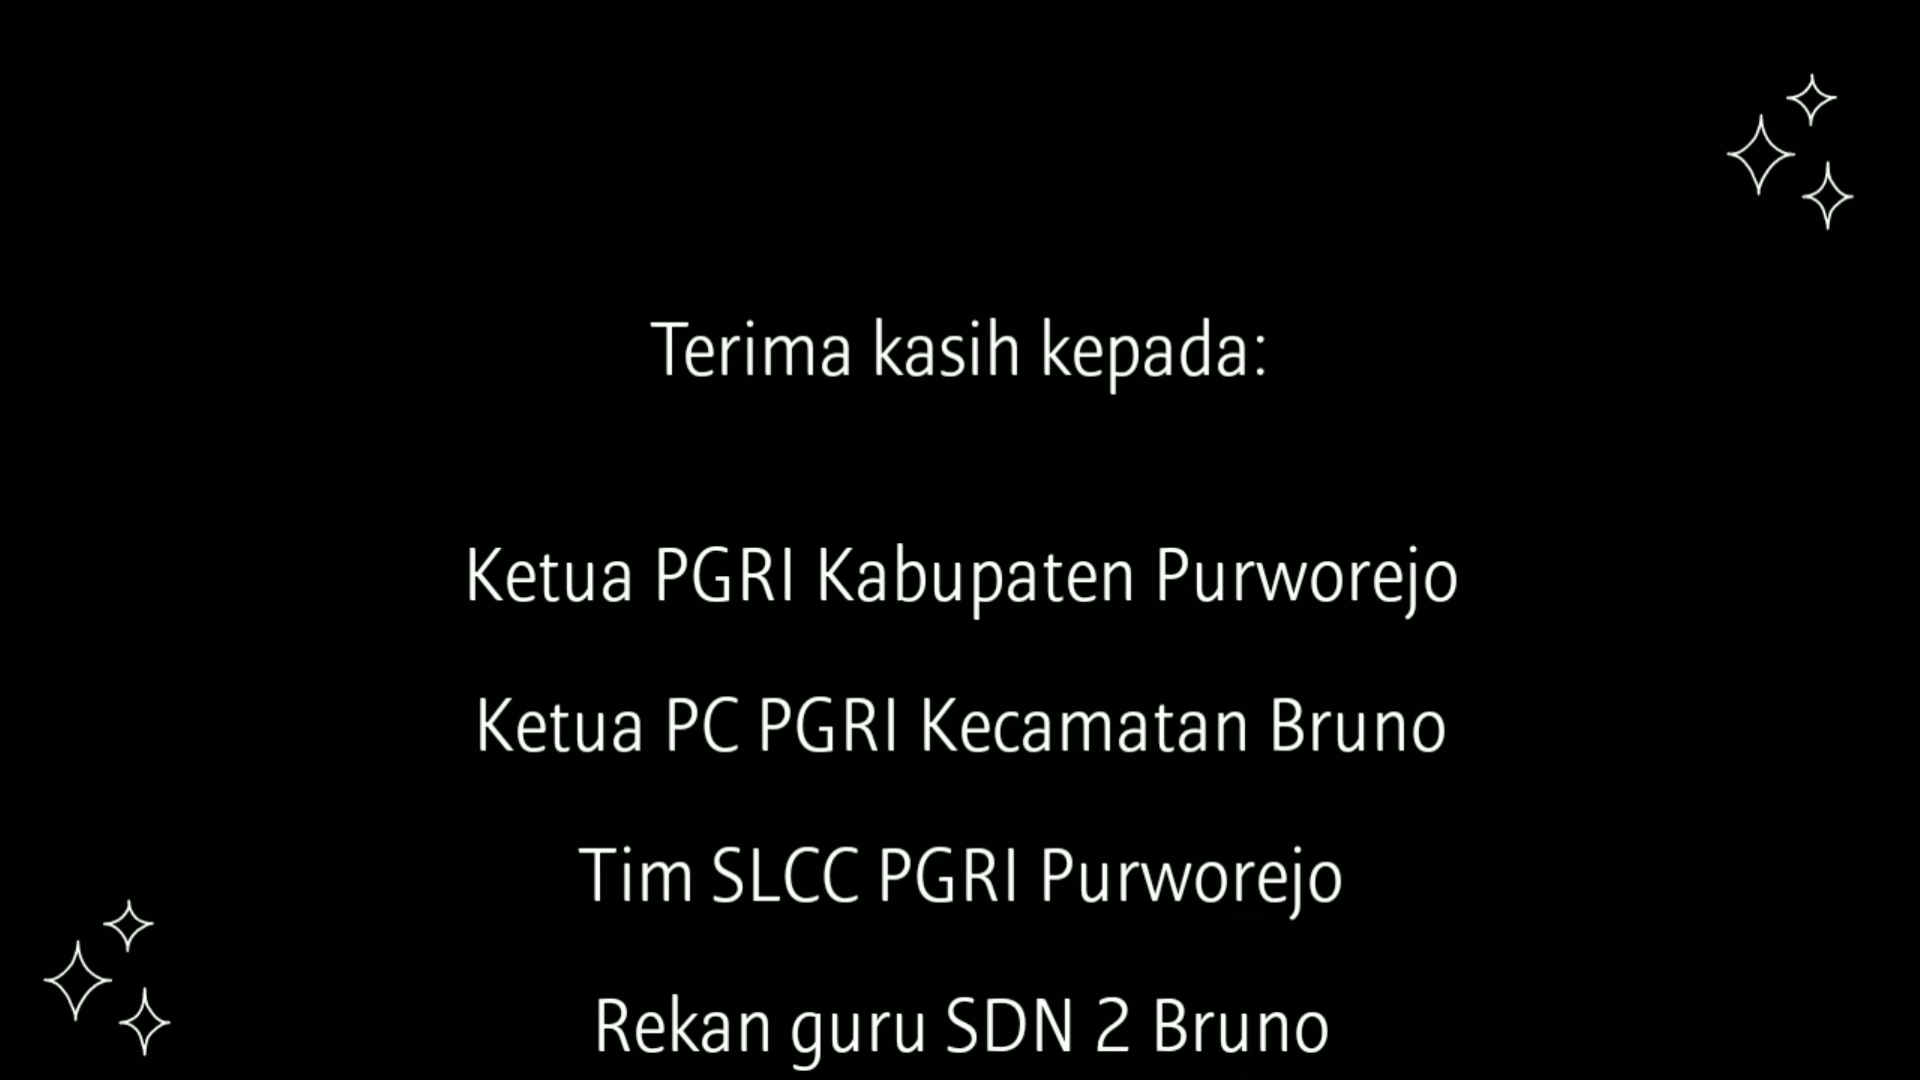 Terima kasih kepada:
Ketua PGRI Kabupaten Purworejo
Ketua PC PGRI Kecamatan Bruno
Tim SLCC PGRI Purworejo
Rekan guru SDN 2 Bruno